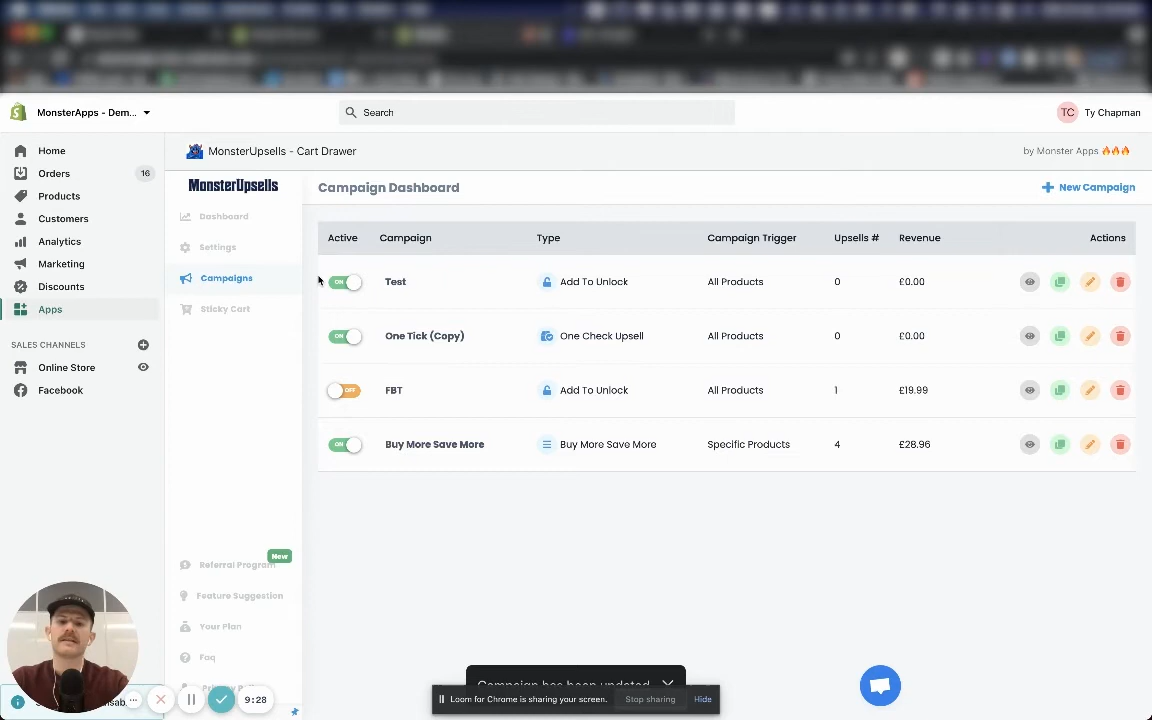 MonsterApps - Dem...
Search
TC Ty Chapman
Home
Orders 16
Products
Customers
Analytics
Marketing
Discounts
Apps
SALES CHANNELS
Online Store
Facebook
MonsterUpsells - Cart Drawer
by Monster Apps 🔥🔥🔥
MonsterUpsells
Dashboard
Settings
Campaigns
Sticky Cart
New
Referral Program
Feature Suggestion
Your Plan
Faq
Campaign Dashboard
New Campaign
Active Campaign Type Campaign Trigger Upsells # Revenue Actions
ON Test Add To Unlock All Products 0 £0.00
ON One Tick (Copy) One Check Upsell All Products 0 £0.00
OFF FBT Add To Unlock All Products 1 £19.99
ON Buy More Save More Buy More Save More Specific Products 4 £28.96
Campaign has been updated
Loom for Chrome is sharing your screen. Stop sharing Hide
9:28